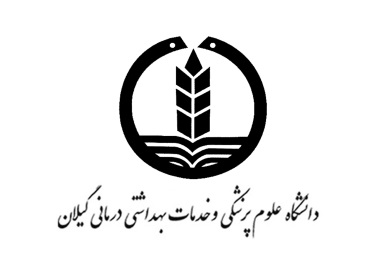 دانشگاه علوم پزشکی و خدمات بهداشتی درمانی گیلان